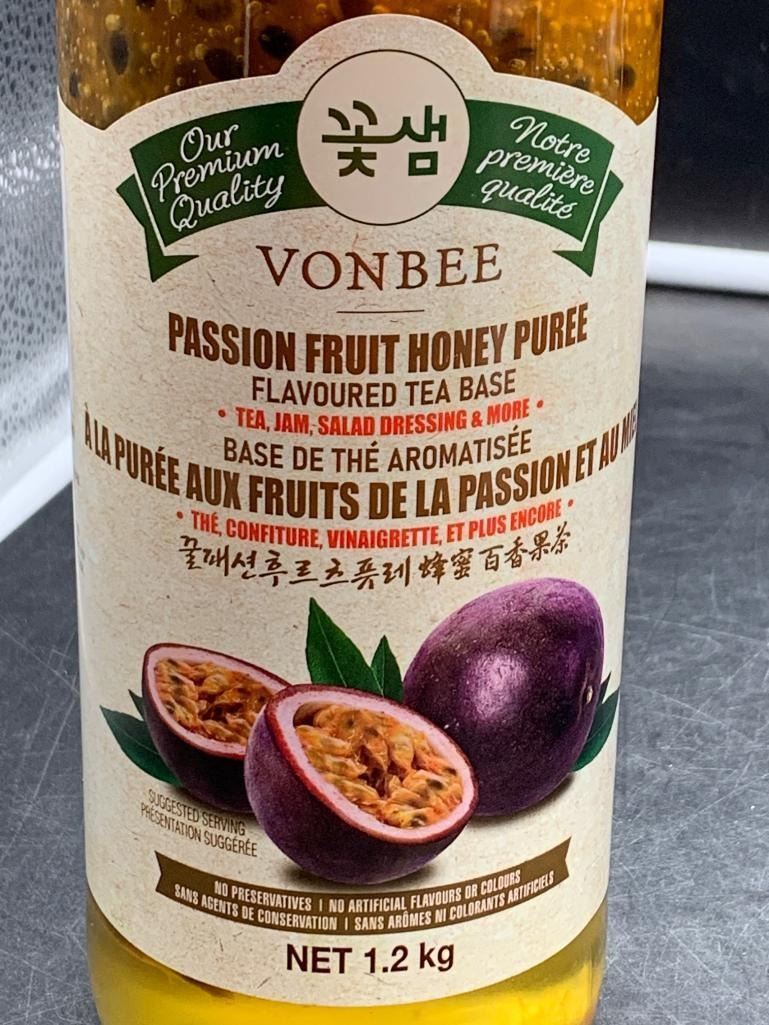 Our
Premium
Quality
꽃샘
Notre
première
qualité
VONBEE
PASSION FRUIT HONEY PUREE
FLAVOURED TEA BASE
• TEA, JAM, SALAD DRESSING & MORE •
BASE DE THÉ AROMATISÉE
À LA PURÉE AUX FRUITS DE LA PASSION ET AU
• THÉ, CONFITURE, VINAIGRETTE, ET PLUS ENCORE •
꿀패션후르츠퓨레 蜂蜜百香果茶
SUGGESTED SERVING
PRÉSENTATION SUGGÉRÉE
NO PRESERVATIVES | NO ARTIFICIAL FLAVOURS OR COLOURS
SANS AGENTS DE CONSERVATION | SANS ARÔMES NI COLORANTS ARTIFICIELS
NET 1.2 kg